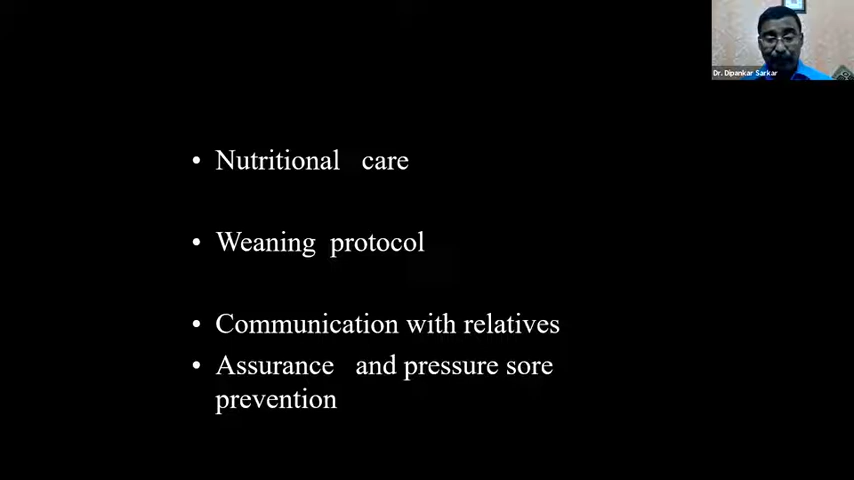 Dr. Dipankar Sarkar
• Nutritional care
• Weaning protocol
• Communication with relatives
• Assurance and pressure sore
prevention